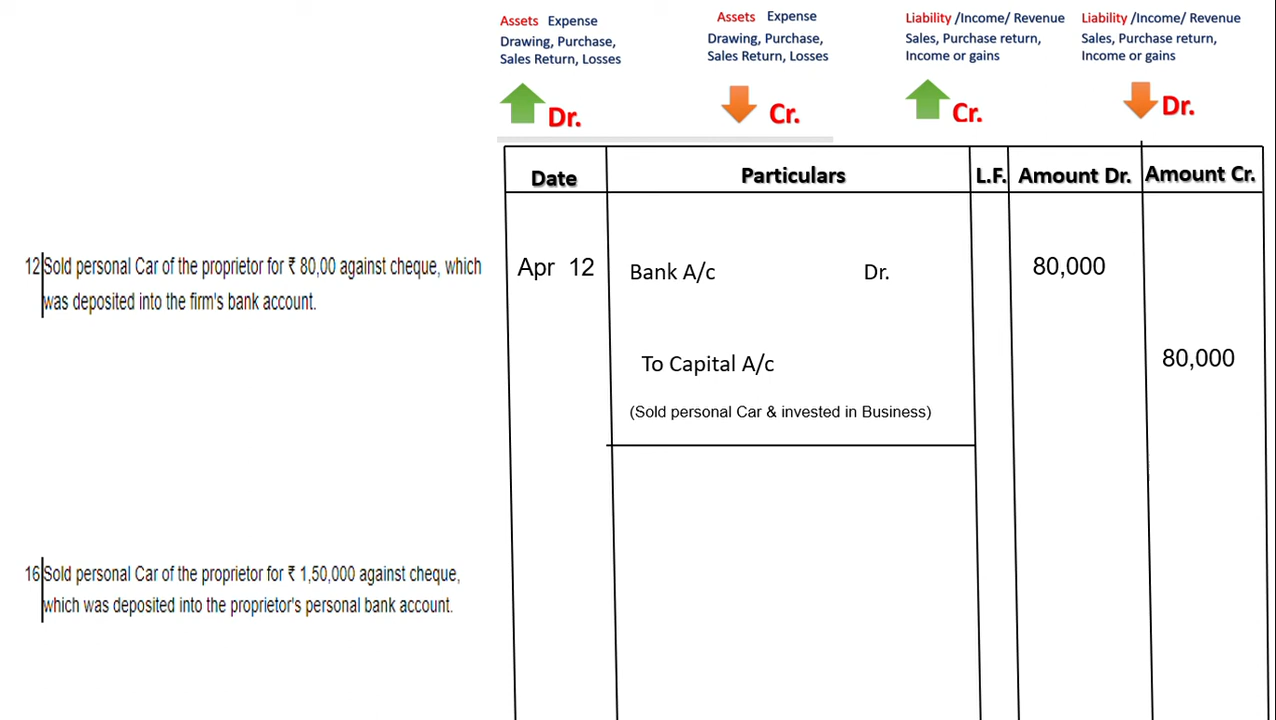 Assets Expense
Drawing, Purchase,
Sales Return, Losses
Dr.
Assets Expense
Drawing, Purchase,
Sales Return, Losses
Cr.
Liability /Income/ Revenue
Sales, Purchase return,
Income or gains
Cr.
Liability /Income/ Revenue
Sales, Purchase return,
Income or gains
Dr.
Date Particulars L.F. Amount Dr. Amount Cr.
12 Sold personal Car of the proprietor for ₹ 80,00 against cheque, which
was deposited into the firm's bank account.
Apr 12 Bank A/c Dr. 80,000
To Capital A/c 80,000
(Sold personal Car & invested in Business)
16 Sold personal Car of the proprietor for ₹ 1,50,000 against cheque,
which was deposited into the proprietor's personal bank account.